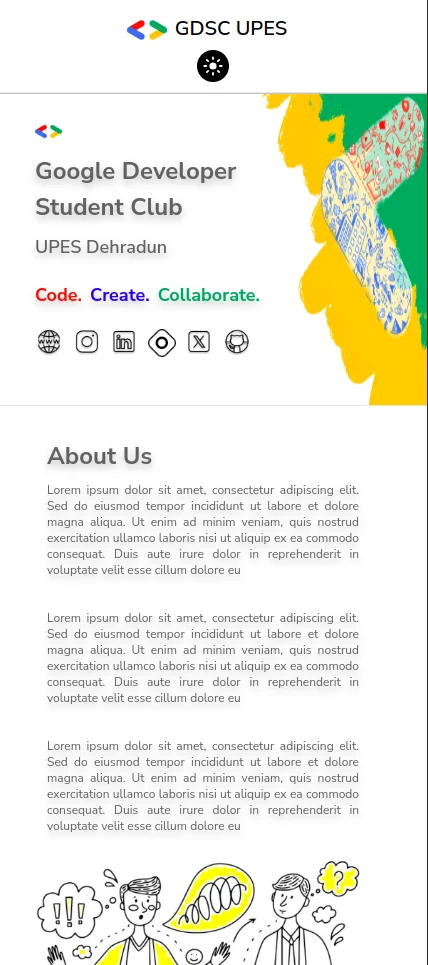 GDSC UPES
Google Developer
Student Club
UPES Dehradun
Code. Create. Collaborate.
About Us
Lorem ipsum dolor sit amet, consectetur adipiscing elit.
Sed do eiusmod tempor incididunt ut labore et dolore
magna aliqua. Ut enim ad minim veniam, quis nostrud
exercitation ullamco laboris nisi ut aliquip ex ea commodo
consequat. Duis aute irure dolor in reprehenderit in
voluptate velit esse cillum dolore eu
Lorem ipsum dolor sit amet, consectetur adipiscing elit.
Sed do eiusmod tempor incididunt ut labore et dolore
magna aliqua. Ut enim ad minim veniam, quis nostrud
exercitation ullamco laboris nisi ut aliquip ex ea commodo
consequat. Duis aute irure dolor in reprehenderit in
voluptate velit esse cillum dolore eu
Lorem ipsum dolor sit amet, consectetur adipiscing elit.
Sed do eiusmod tempor incididunt ut labore et dolore
magna aliqua. Ut enim ad minim veniam, quis nostrud
exercitation ullamco laboris nisi ut aliquip ex ea commodo
consequat. Duis aute irure dolor in reprehenderit in
voluptate velit esse cillum dolore eu
!!!
?